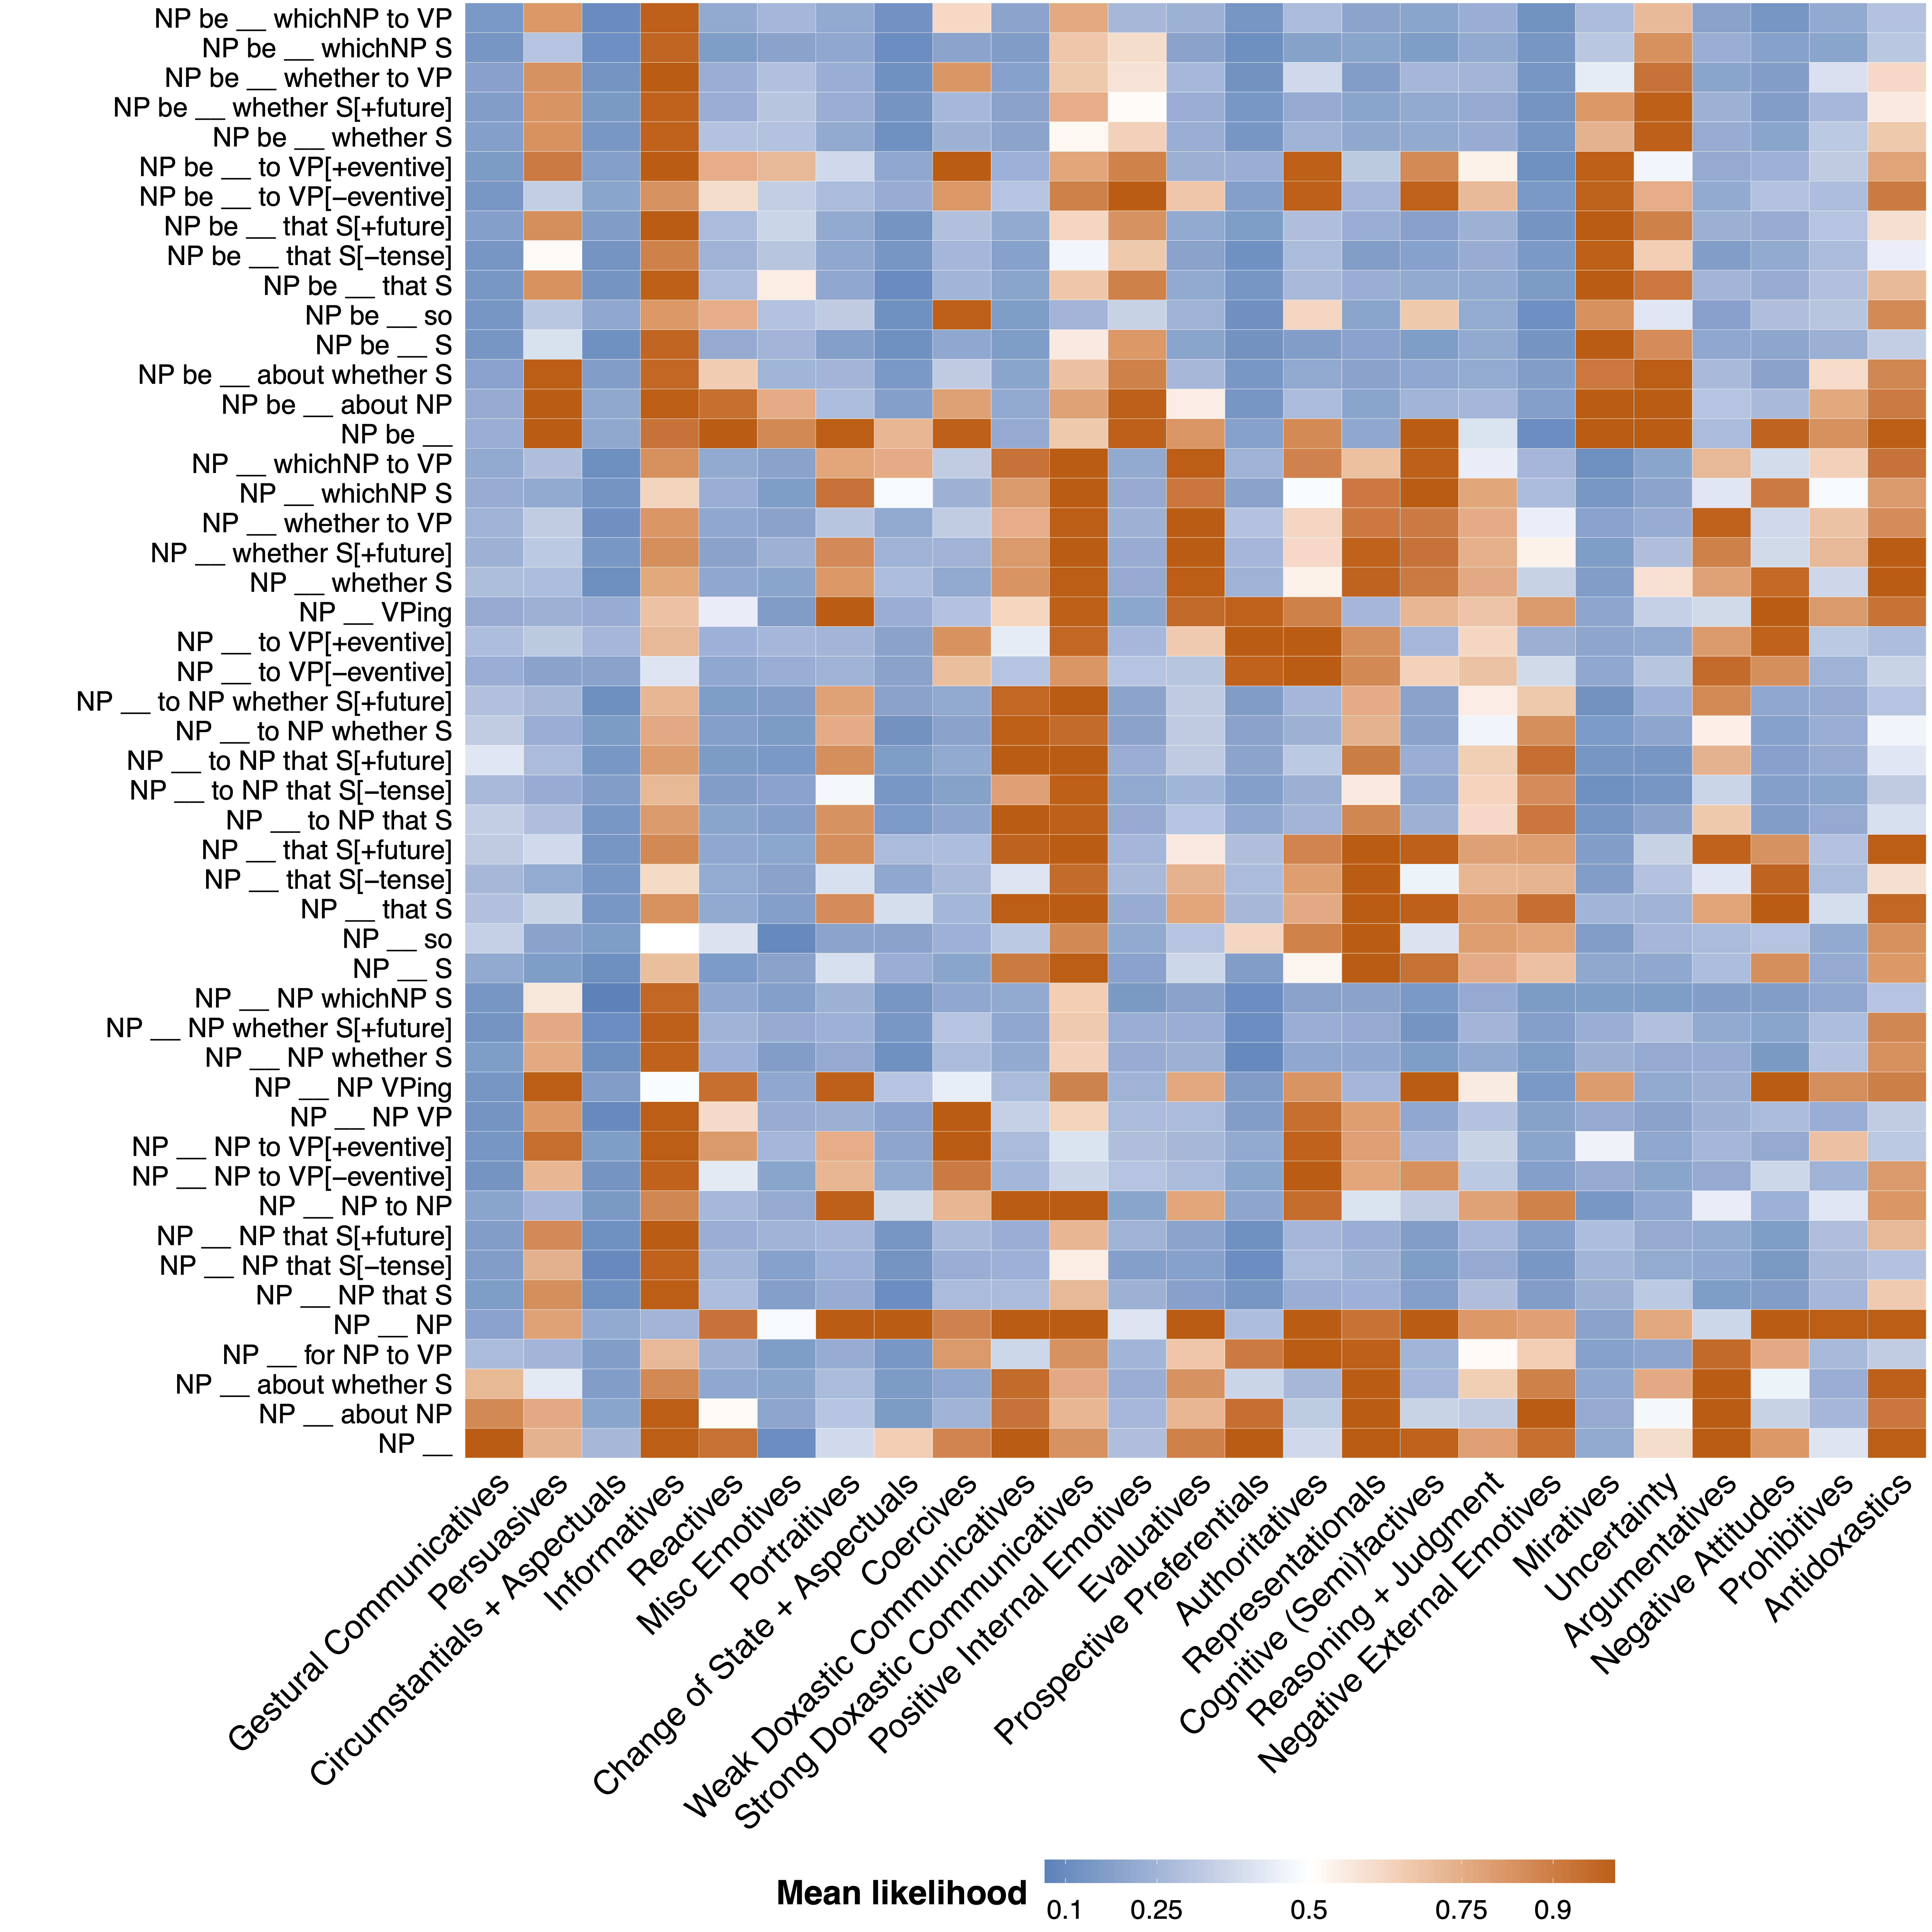 NP be __ whichNP to VP
NP be __ whichNP S
NP be __ whether to VP
NP be __ whether S[+future]
NP be __ whether S
NP be __ to VP[+eventive]
NP be __ to VP[−eventive]
NP be __ that S[+future]
NP be __ that S[−tense]
NP be __ that S
NP be __ so
NP be __ S
NP be __ about whether S
NP be __ about NP
NP be __
NP __ whichNP to VP
NP __ whichNP S
NP __ whether to VP
NP __ whether S[+future]
NP __ whether S
NP __ VPing
NP __ to VP[+eventive]
NP __ to VP[−eventive]
NP __ to NP whether S[+future]
NP __ to NP whether S
NP __ to NP that S[+future]
NP __ to NP that S[−tense]
NP __ to NP that S
NP __ that S[+future]
NP __ that S[−tense]
NP __ that S
NP __ so
NP __ S
NP __ NP whichNP S
NP __ NP whether S[+future]
NP __ NP whether S
NP __ NP VPing
NP __ NP VP
NP __ NP to VP[+eventive]
NP __ NP to VP[−eventive]
NP __ NP to NP
NP __ NP that S[+future]
NP __ NP that S[−tense]
NP __ NP that S
NP __ NP
NP __ for NP to VP
NP __ about whether S
NP __ about NP
NP __
Gestural Communicatives
Persuasives
Circumstantials + Aspectuals
Informatives
Reactives
Misc Emotives
Portraitives
Change of State + Aspectuals
Coercives
Weak Doxastic Communicatives
Strong Doxastic Communicatives
Positive Internal Emotives
Evaluatives
Prospective Preferentials
Authoritatives
Representationals
Cognitive (Semi)factives
Reasoning + Judgment
Negative External Emotives
Miratives
Uncertainty
Argumentatives
Negative Attitudes
Prohibitives
Antidoxastics
Mean likelihood
0.1 0.25 0.5 0.75 0.9